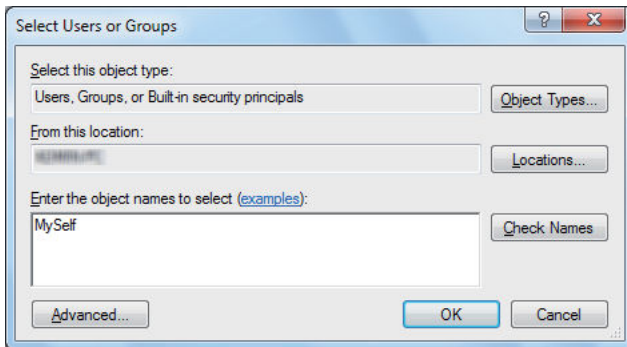 Select Users or Groups
Select this object type:
Users, Groups, or Built-in security principals
Object Types...
From this location:
Locations...
Enter the object names to select (examples):
MySelf
Check Names
Advanced...
OK
Cancel